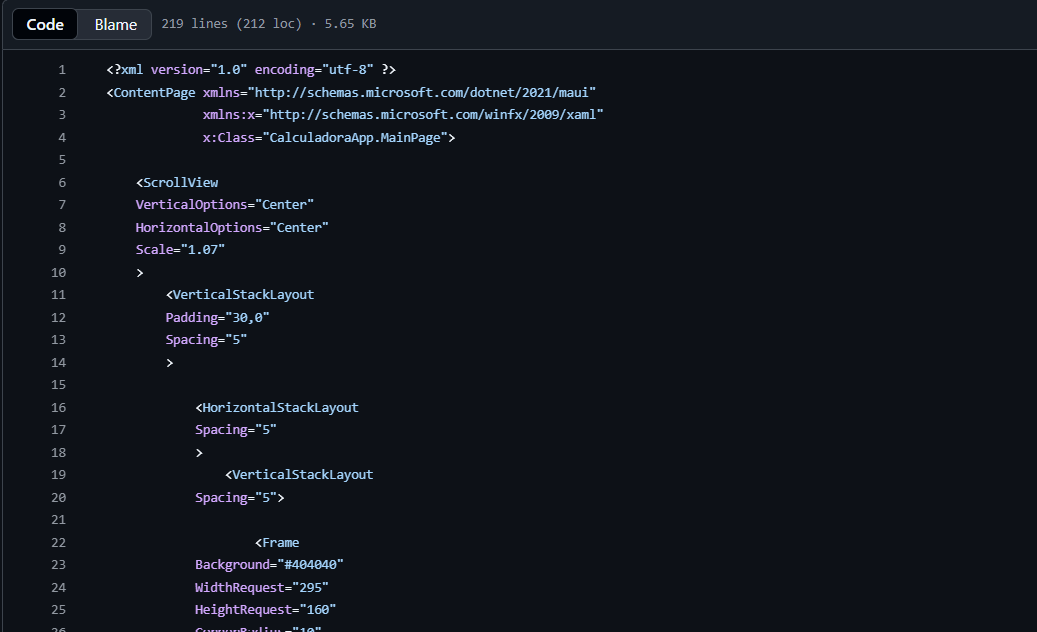 Code Blame 219 lines (212 loc) · 5.65 KB
1 <?xml version="1.0" encoding="utf-8" ?>
2 <ContentPage xmlns="http://schemas.microsoft.com/dotnet/2021/maui"
3 xmlns:x="http://schemas.microsoft.com/winfx/2009/xaml"
4 x:Class="CalculadoraApp.MainPage">
5
6 <ScrollView
7 VerticalOptions="Center"
8 HorizontalOptions="Center"
9 Scale="1.07"
10 >
11 <VerticalStackLayout
12 Padding="30,0"
13 Spacing="5"
14 >
15
16 <HorizontalStackLayout
17 Spacing="5"
18 >
19 <VerticalStackLayout
20 Spacing="5">
21
22 <Frame
23 Background="#404040"
24 WidthRequest="295"
25 HeightRequest="160"
26 CornerRadiu="10"